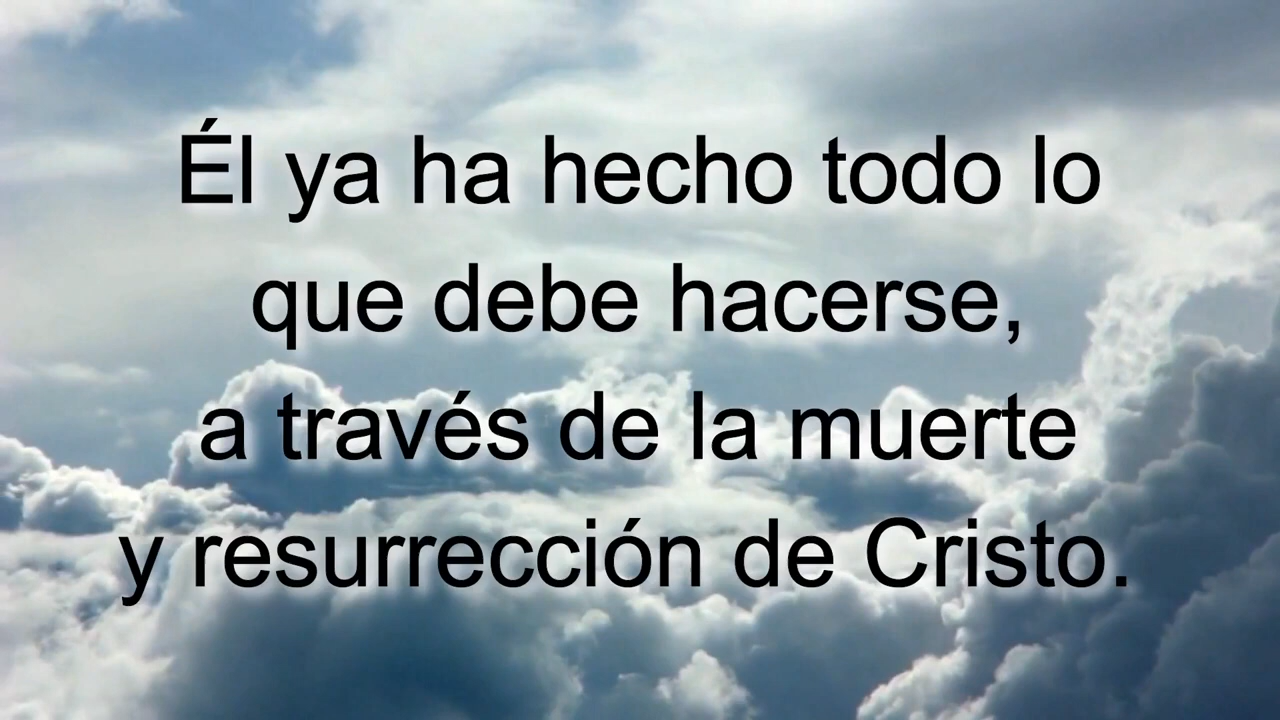 Él ya ha hecho todo lo
que debe hacerse,
a través de la muerte
y resurrección de Cristo.